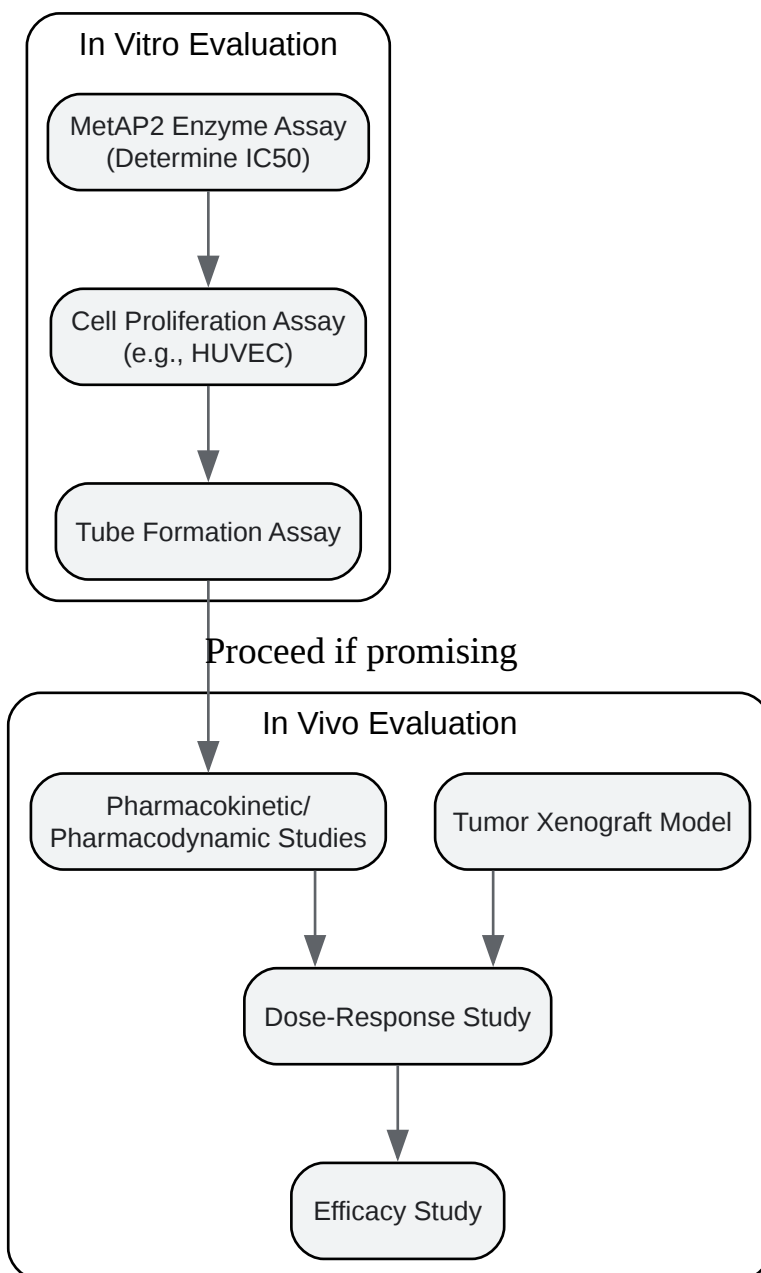 In Vitro Evaluation
MetAP2 Enzyme Assay
(Determine IC50)
Cell Proliferation Assay
(e.g., HUVEC)
Tube Formation Assay
Proceed if promising
In Vivo Evaluation
Pharmacokinetic/
Pharmacodynamic Studies
Tumor Xenograft Model
Dose-Response Study
Efficacy Study